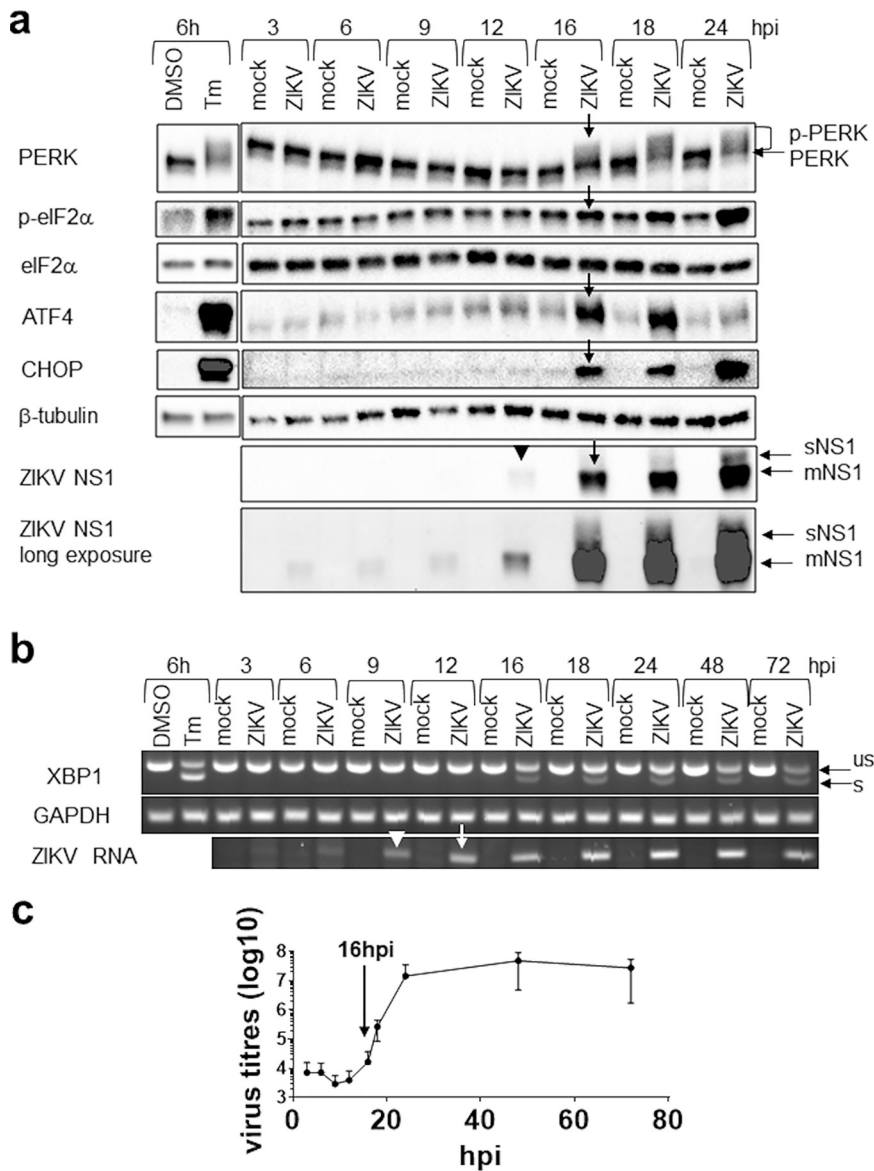 a
6h 3 6 9 12 16 18 24 hpi
DMSO Tm mock ZIKV mock ZIKV mock ZIKV mock ZIKV mock ZIKV mock ZIKV mock ZIKV
PERK
p-PERK
PERK
p-eIF2α
eIF2α
ATF4
CHOP
β-tubulin
ZIKV NS1
sNS1
mNS1
ZIKV NS1
long exposure
sNS1
mNS1
b
6h 3 6 9 12 16 18 24 48 72 hpi
DMSO Tm mock ZIKV mock ZIKV mock ZIKV mock ZIKV mock ZIKV mock ZIKV mock ZIKV mock ZIKV mock ZIKV
XBP1
us
s
GAPDH
ZIKV RNA
c
virus titres (log10)
8
7
6
5
4
3
16hpi
0 20 40 60 80
hpi